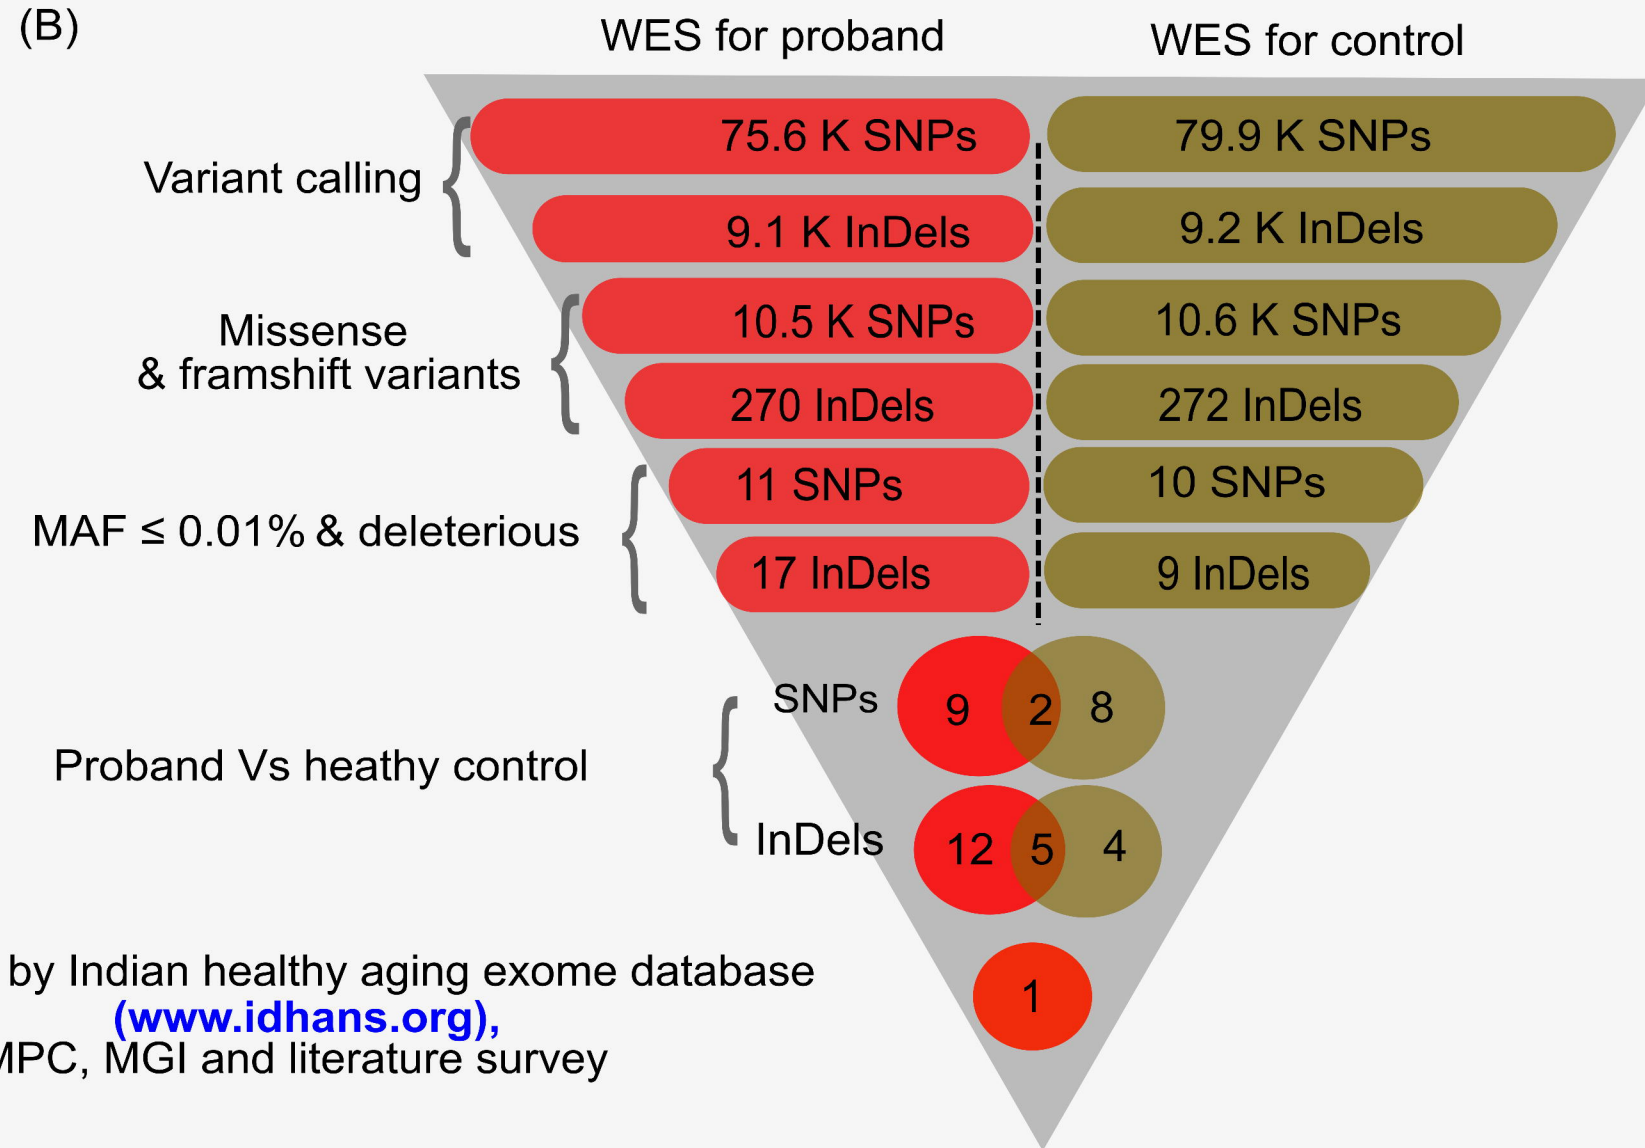 (B)
WES for proband
WES for control
75.6 K SNPs
79.9 K SNPs
Variant calling
9.1 K InDels
9.2 K InDels
Missense
& framshift variants
10.5 K SNPs
10.6 K SNPs
270 InDels
272 InDels
MAF ≤ 0.01% & deleterious
11 SNPs
10 SNPs
17 InDels
9 InDels
Proband Vs heathy control
SNPs
9 2 8
InDels
12 5 4
by Indian healthy aging exome database
(www.idhans.org),
MPC, MGI and literature survey
1